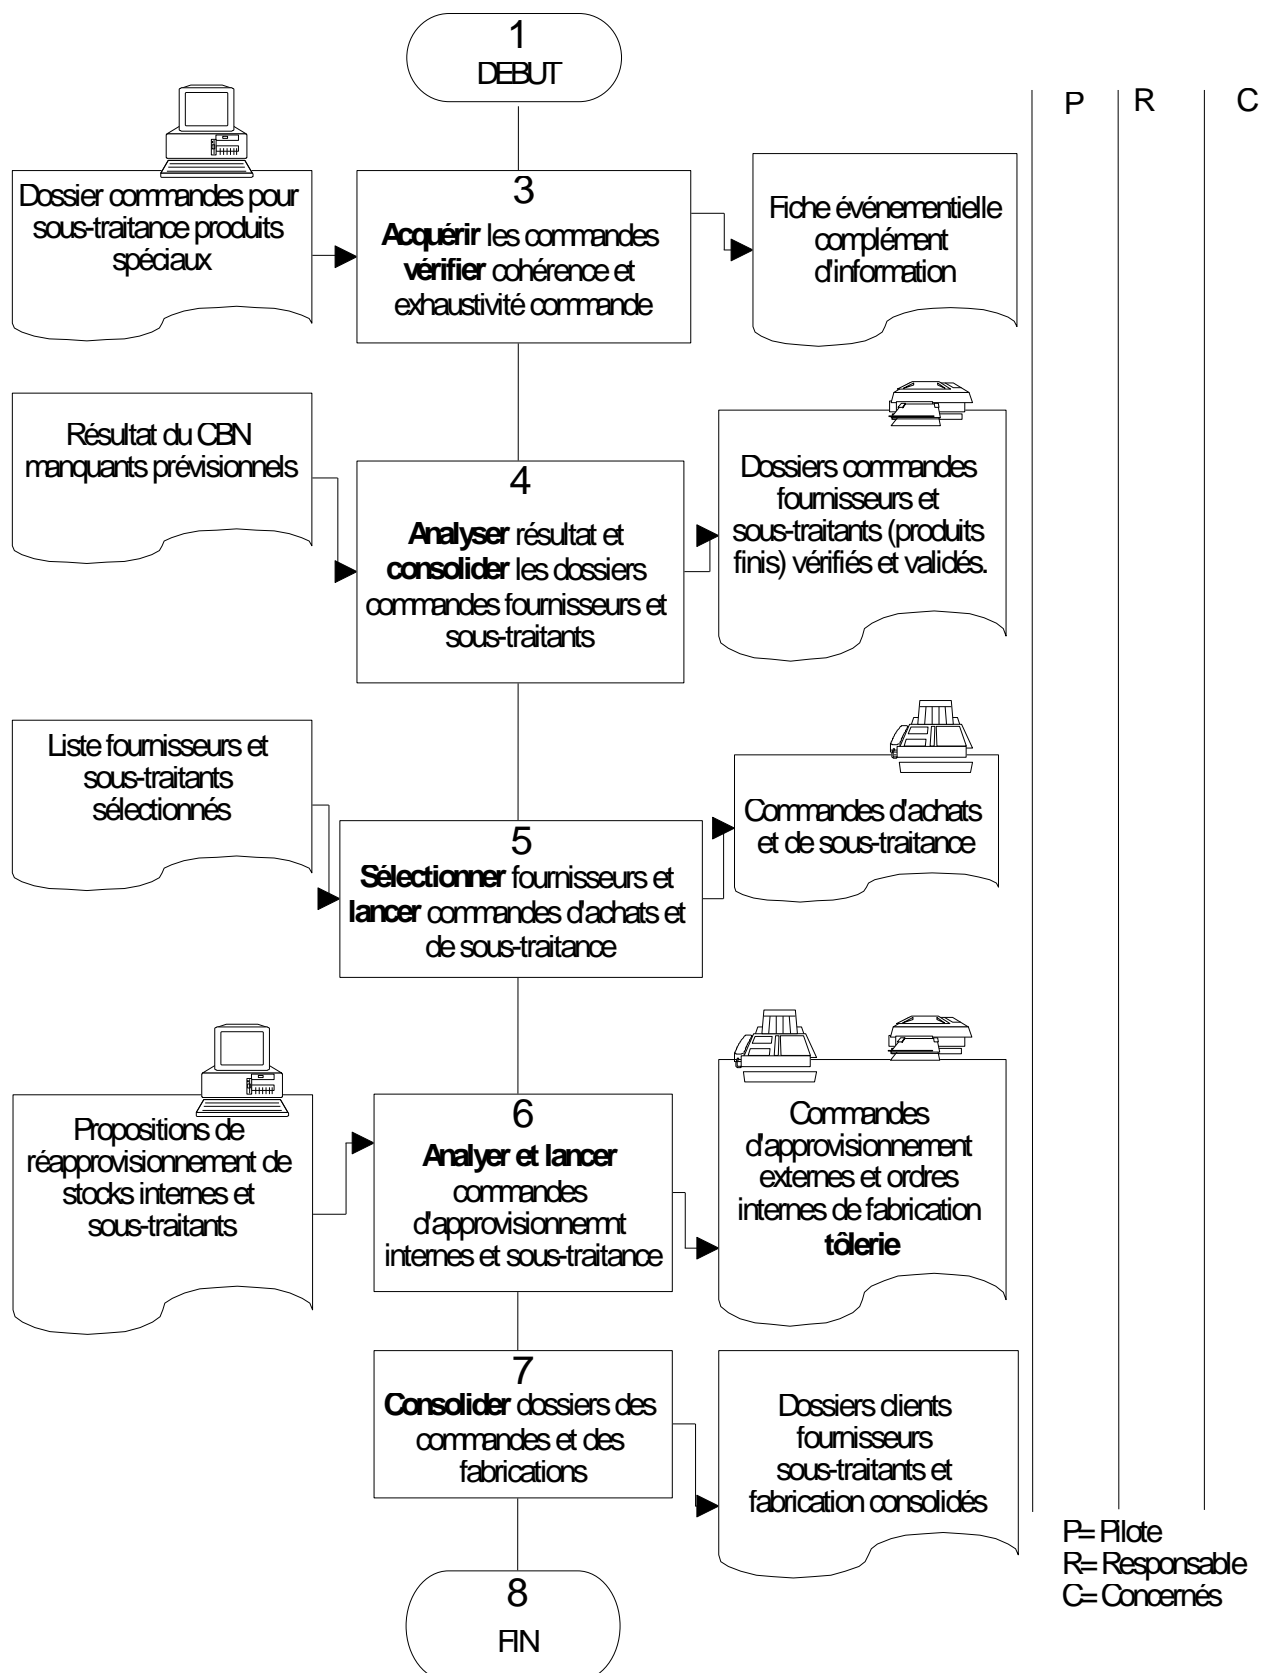 1
DEBUT
P
R
C
Dossier commandes pour
sous-traitance produits
spéciaux
3
Acquérir les commandes
vérifier cohérence et
exhaustivité commande
Fiche événementielle
complément
d'information
Résultat du CBN
manquants prévisionnels
4
Analyser résultat et
consolider les dossiers
commandes fournisseurs et
sous-traitants
Dossiers commandes
fournisseurs et
sous-traitants (produits
finis) vérifiés et validés.
Liste fournisseurs et
sous-traitants
sélectionnés
5
Sélectionner fournisseurs et
lancer commandes d'achats et
de sous-traitance
Commandes d'achats
et de sous-traitance
Propositions de
réapprovisionnement de
stocks internes et
sous-traitants
6
Analyer et lancer
commandes
d'approvisionnemnt
internes et sous-traitance
Commandes
d'approvisionnement
externes et ordres
internes de fabrication
tôlerie
7
Consolider dossiers des
commandes et des
fabrications
Dossiers clients
fournisseurs
sous-traitants et
fabrication consolidés
P= Pilote
R= Responsable
C= Concernés
8
FIN